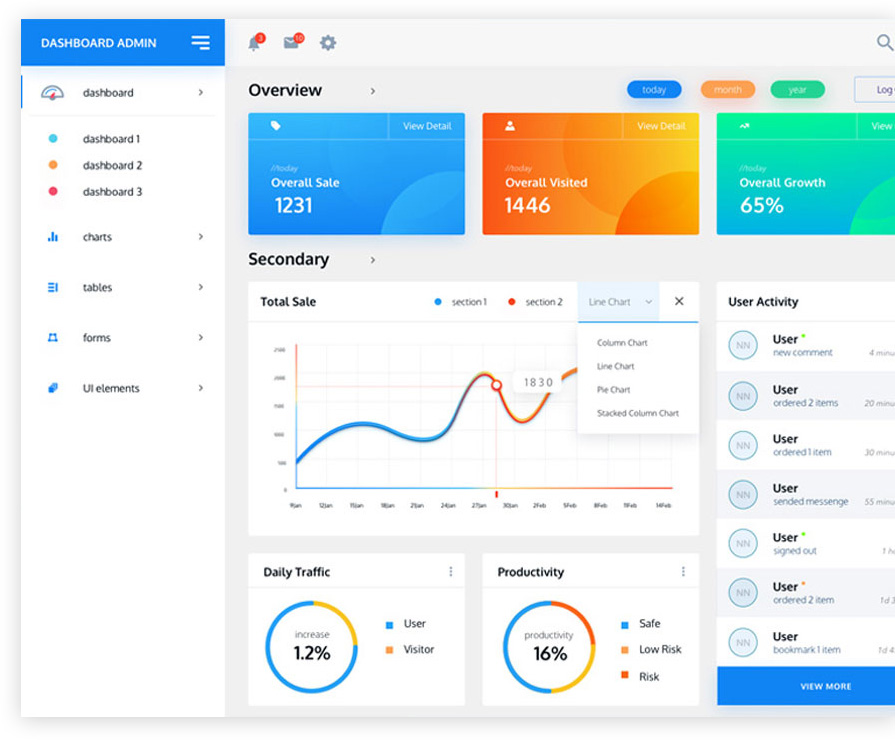 DASHBOARD ADMIN
3
10
dashboard
dashboard 1
dashboard 2
dashboard 3
charts
tables
forms
UI elements
Overview
today
month
year
Log
View Detail
//today
Overall Sale
1231
View Detail
//today
Overall Visited
1446
View
//today
Overall Growth
65%
Secondary
Total Sale
section 1
section 2
Line Chart
Column Chart
Line Chart
Pie Chart
Stacked Column Chart
2500
2000
1500
1000
500
0
1830
9Jan 12Jan 15Jan 18Jan 21Jan 24Jan 27Jan 30Jan 2Feb 5Feb 8Feb 11Feb 14Feb
User Activity
NN
User
new comment
4 minu
NN
User
ordered 2 items
20 minu
NN
User
ordered 1 item
30 minu
NN
User
sended messenge
55 minu
NN
User
signed out
1 h
NN
User
ordered 2 item
1d 3
NN
User
bookmark 1 item
1d 4
VIEW MORE
Daily Traffic
increase
1.2%
User
Visitor
Productivity
productivity
16%
Safe
Low Risk
Risk